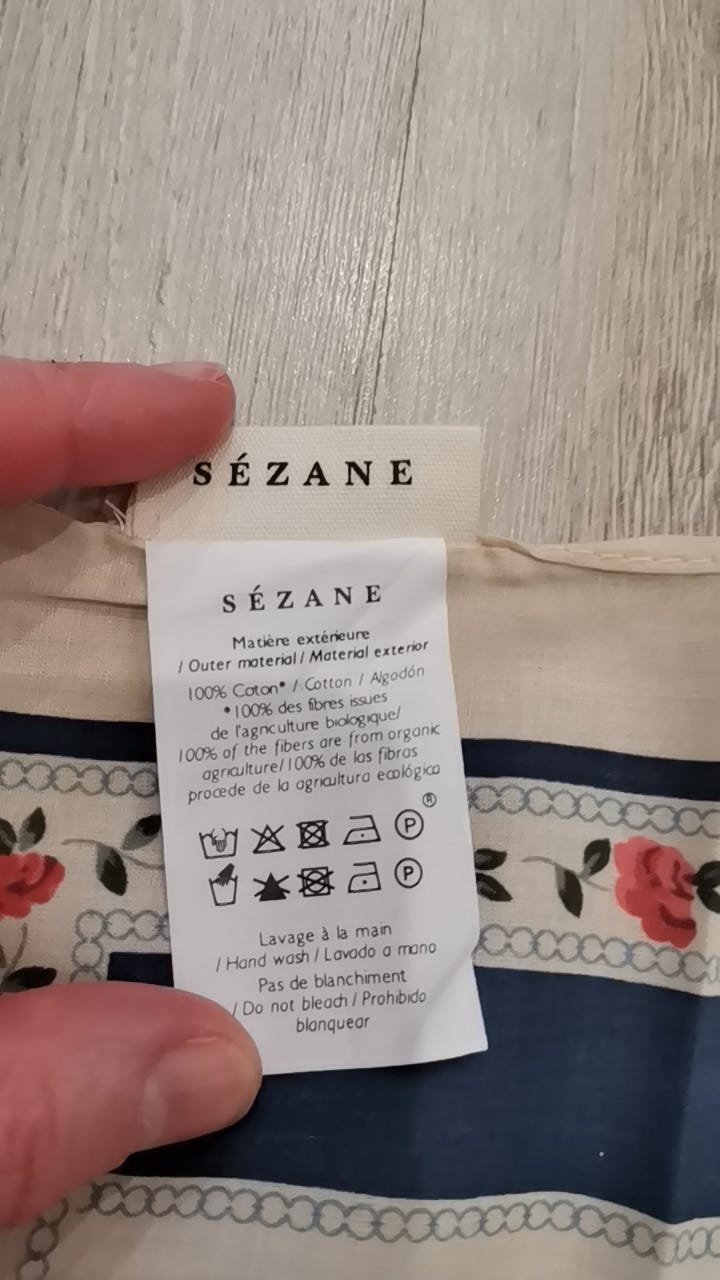 SÉZANE
SÉZANE
Matière extérieure
/ Outer material / Material exterior
100% Coton* / Cotton / Algodón
*100% des fibres issues
de l'agriculture biologique/
100% of the fibers are from organic
agriculture/100% de las fibras
procede de la agricultura ecológica
®
P
P
Lavage à la main
/ Hand wash / Lavado a mano
Pas de blanchiment
/ Do not bleach / Prohibido
blanquear